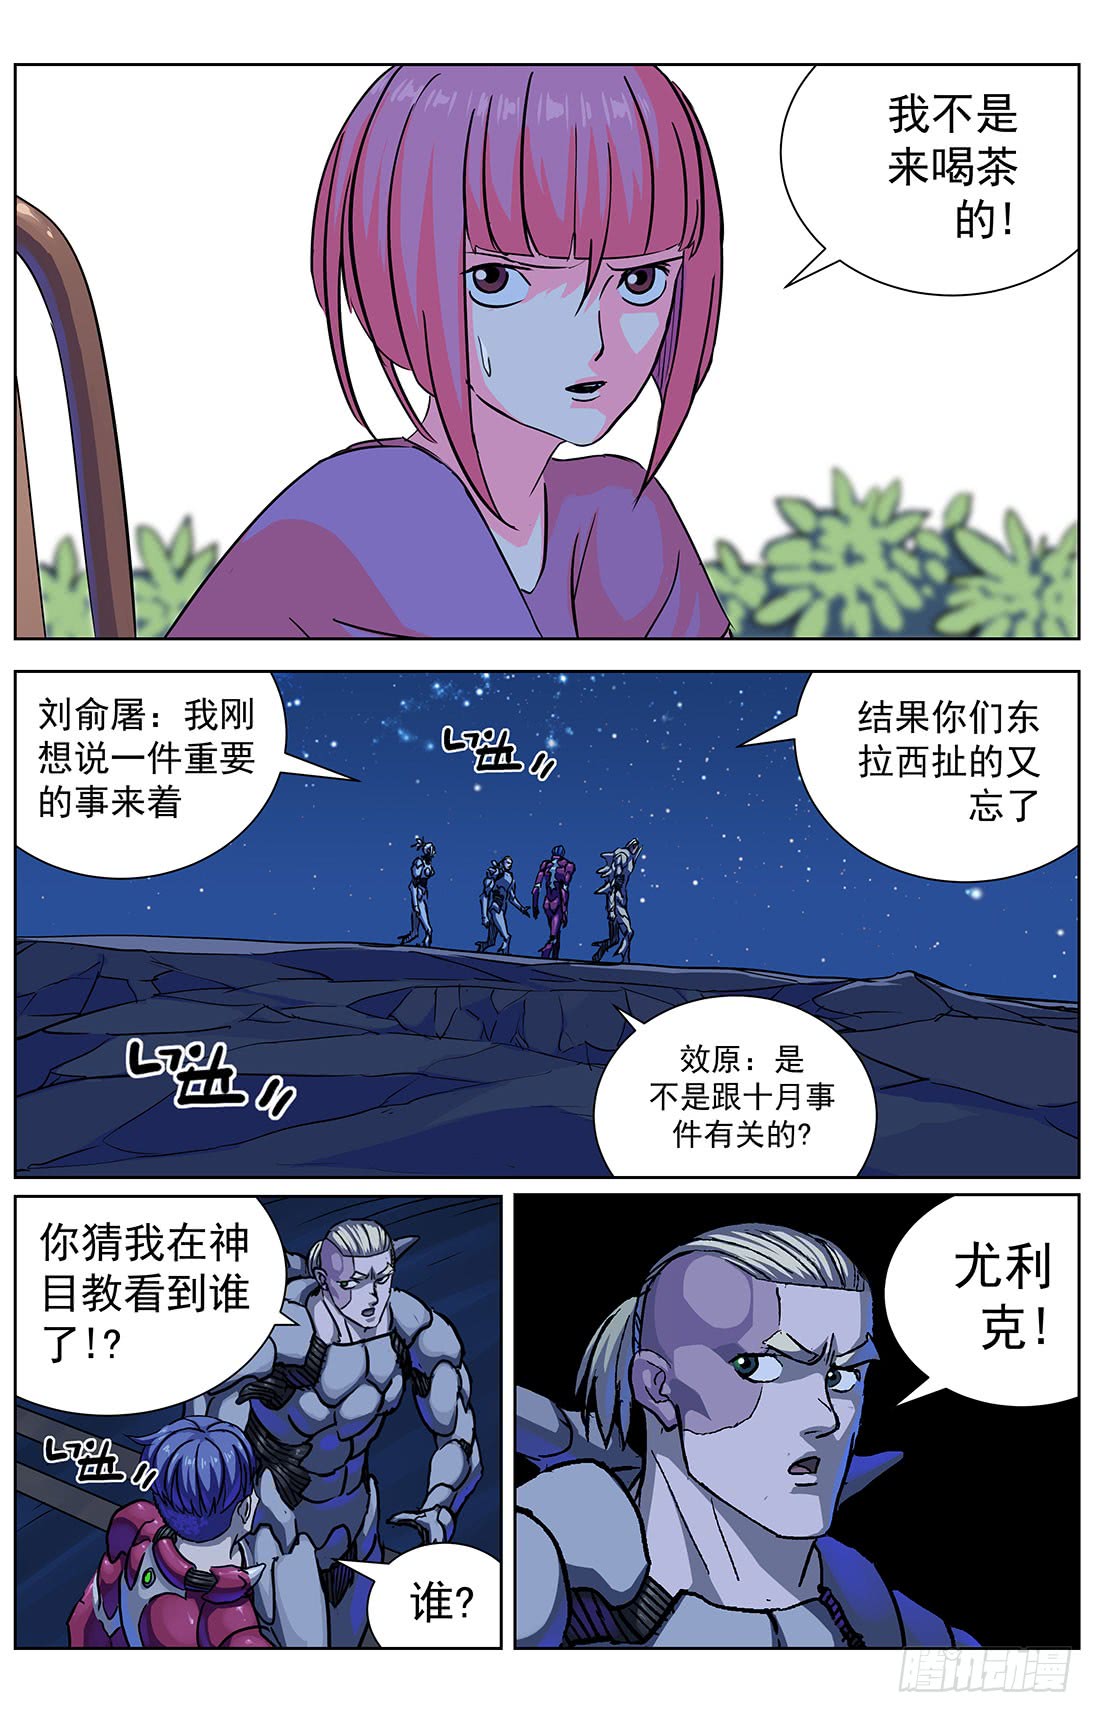 我不是
来喝茶
的!
刘俞屠：我刚
想说一件重要
的事来着
结果你们东
拉西扯的又
忘了
效原：是
不是跟十月事
件有关的?
你猜我在神
目教看到谁
了!?
谁?
尤利
克!
腾讯动漫